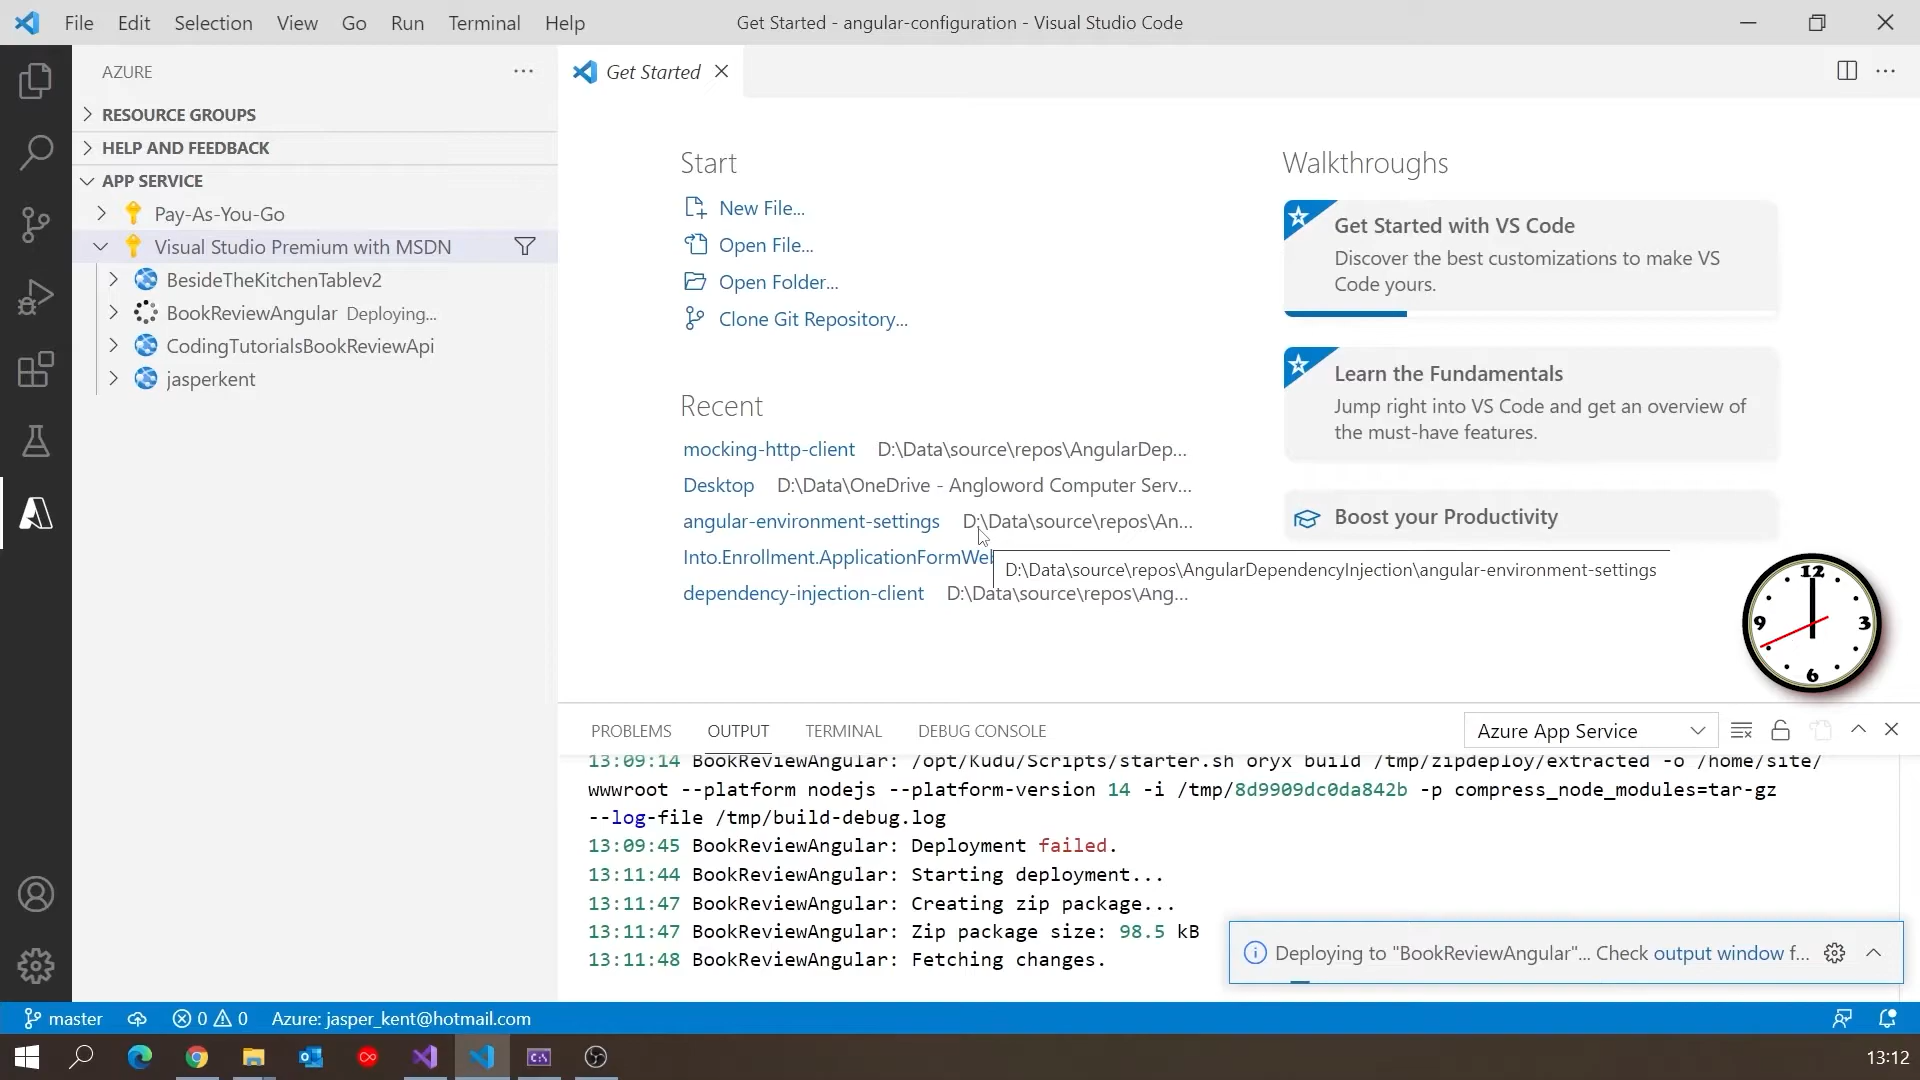 File Edit Selection View Go Run Terminal Help
Get Started - angular-configuration - Visual Studio Code
AZURE
RESOURCE GROUPS
HELP AND FEEDBACK
APP SERVICE
Pay-As-You-Go
Visual Studio Premium with MSDN
BesideTheKitchenTablev2
BookReviewAngular Deploying...
CodingTutorialsBookReviewApi
jasperkent
Get Started
Start
New File...
Open File...
Open Folder...
Clone Git Repository...
Recent
mocking-http-client D:\Data\source\repos\AngularDep...
Desktop D:\Data\OneDrive - Angloword Computer Serv...
angular-environment-settings D:\Data\source\repos\An...
Into.Enrollment.ApplicationFormWeb
D:\Data\source\repos\AngularDependencyInjection\angular-environment-settings
dependency-injection-client D:\Data\source\repos\Ang...
Walkthroughs
Get Started with VS Code
Discover the best customizations to make VS
Code yours.
Learn the Fundamentals
Jump right into VS Code and get an overview of
the must-have features.
Boost your Productivity
12
9 3
6
PROBLEMS OUTPUT TERMINAL DEBUG CONSOLE
Azure App Service
13:09:14 BookReviewAngular: /opt/Kudu/Scripts/starter.sh oryx build /tmp/zipdeploy/extracted -o /home/site/
wwwroot --platform nodejs --platform-version 14 -i /tmp/8d9909dc0da842b -p compress_node_modules=tar-gz
--log-file /tmp/build-debug.log
13:09:45 BookReviewAngular: Deployment failed.
13:11:44 BookReviewAngular: Starting deployment...
13:11:47 BookReviewAngular: Creating zip package...
13:11:47 BookReviewAngular: Zip package size: 98.5 kB
13:11:48 BookReviewAngular: Fetching changes.
Deploying to "BookReviewAngular"... Check output window f...
master 0 0 Azure: jasper_kent@hotmail.com
13:12